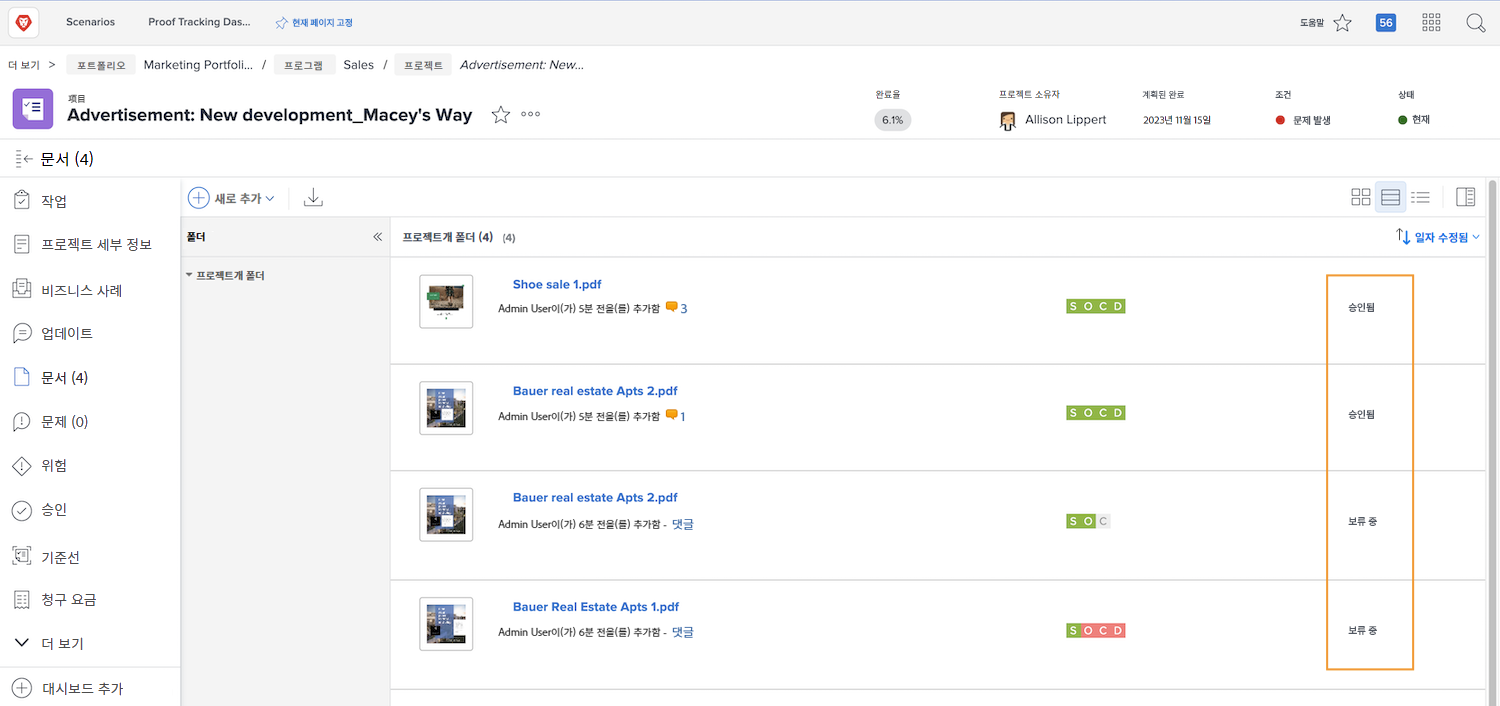 Scenarios
Proof Tracking Das...
현재 페이지 고정
도움말
56
더 보기 >
포트폴리오
Marketing Portfoli... /
프로그램
Sales /
프로젝트
Advertisement: New...
项目
Advertisement: New development_Macey's Way
완료율
6.1%
프로젝트 소유자
Allison Lippert
계획된 완료
2023년 11월 15일
조건
문제 발생
상태
현재
문서 (4)
작업
프로젝트 세부 정보
비즈니스 사례
업데이트
문서 (4)
문제 (0)
위험
승인
기준선
청구 요금
더 보기
대시보드 추가
새로 추가
폴더
프로젝트개 폴더
프로젝트개 폴더 (4) (4)
일자 수정됨
Shoe sale 1.pdf
Admin User이(가) 5분 전을(를) 추가함 3
S O C D
승인됨
Bauer real estate Apts 2.pdf
Admin User이(가) 5분 전을(를) 추가함 1
S O C D
승인됨
Bauer real estate Apts 2.pdf
Admin User이(가) 6분 전을(를) 추가함 - 댓글
S O C
보류 중
Bauer Real Estate Apts 1.pdf
Admin User이(가) 6분 전을(를) 추가함 - 댓글
S O C D
보류 중